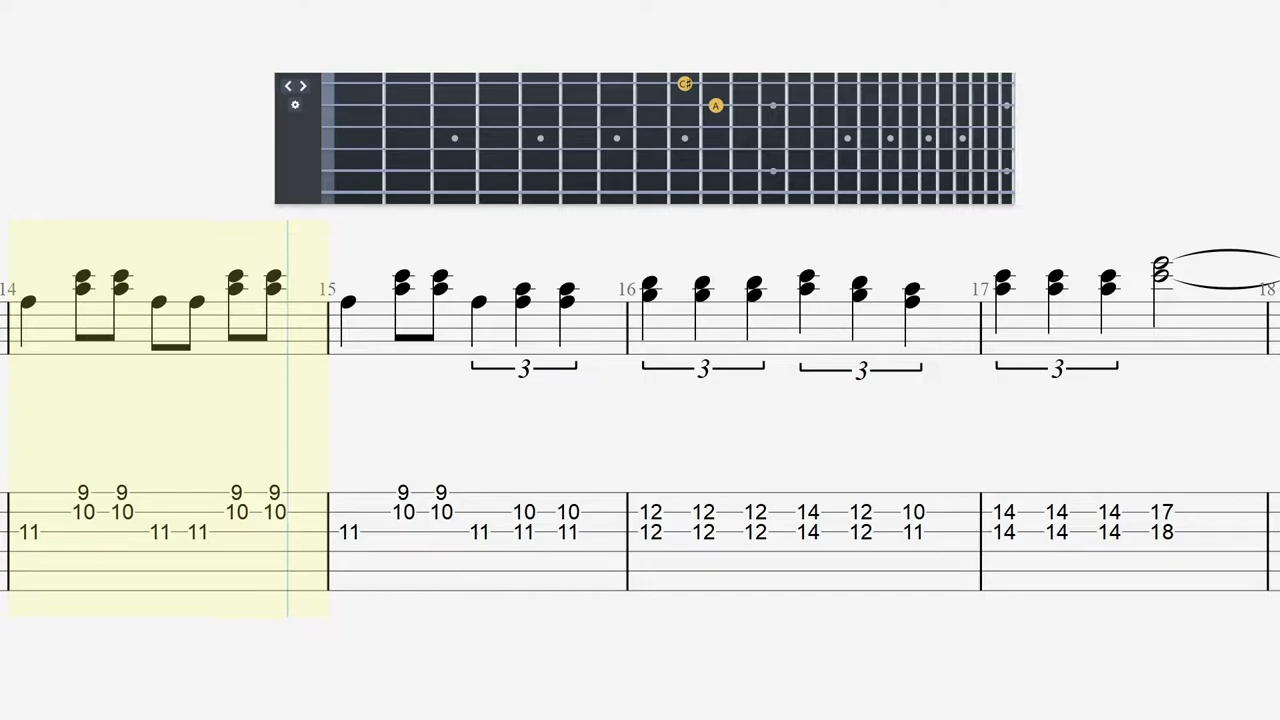 C♯
A
14 15 16 17 18
3 3 3 3
9 9 9 9 9 9
10 10 10 10 10 10 10 10 12 12 12 14 12 10 14 14 14 17
11 11 11 11 11 11 11 12 12 12 14 12 11 14 14 14 18